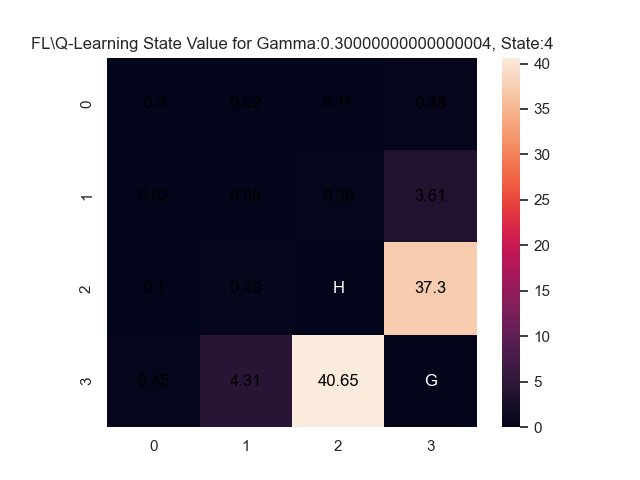 FL\Q-Learning State Value for Gamma:0.30000000000000004, State:4
0 0.0 0.02 0.11 0.43
1 0.02 0.08 0.39 3.61
2 0.1 0.49 H 37.3
3 0.45 4.31 40.65 G
0 1 2 3
40
35
30
25
20
15
10
5
0